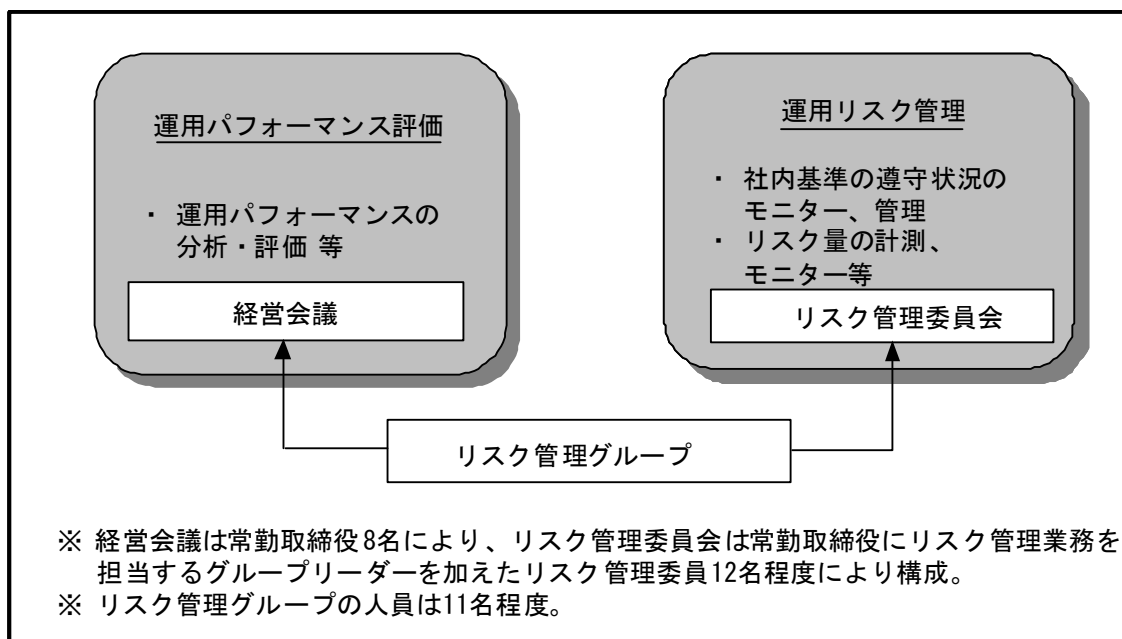 運用パフォーマンス評価
・ 運用パフォーマンスの
分析・評価 等
経営会議
運用リスク管理
・ 社内基準の遵守状況の
モニター、管理
・ リスク量の計測、
モニター等
リスク管理委員会
リスク管理グループ
※ 経営会議は常勤取締役8名により、リスク管理委員会は常勤取締役にリスク管理業務を
担当するグループリーダーを加えたリスク管理委員12名程度により構成。
※ リスク管理グループの人員は11名程度。